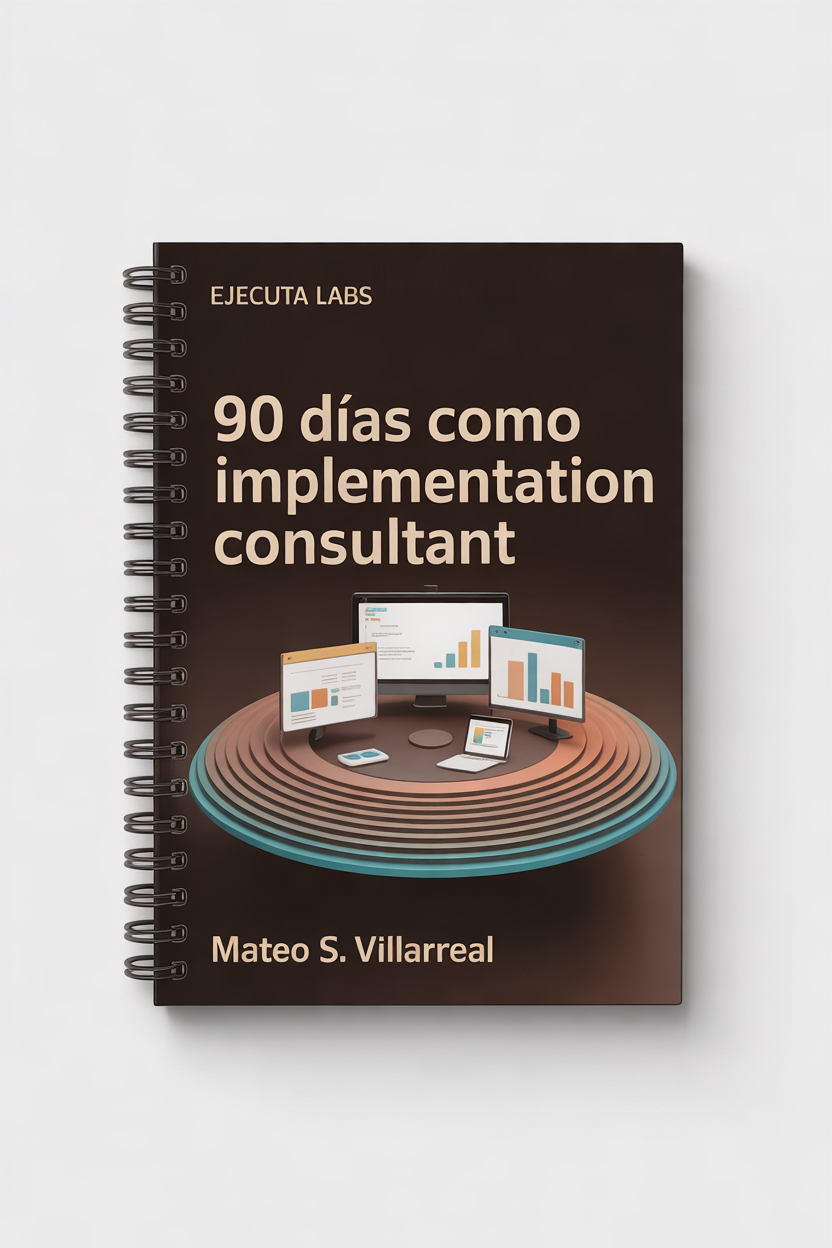 EJECUTA LABS
90 días como
implementation
consultant
Mateo S. Villarreal